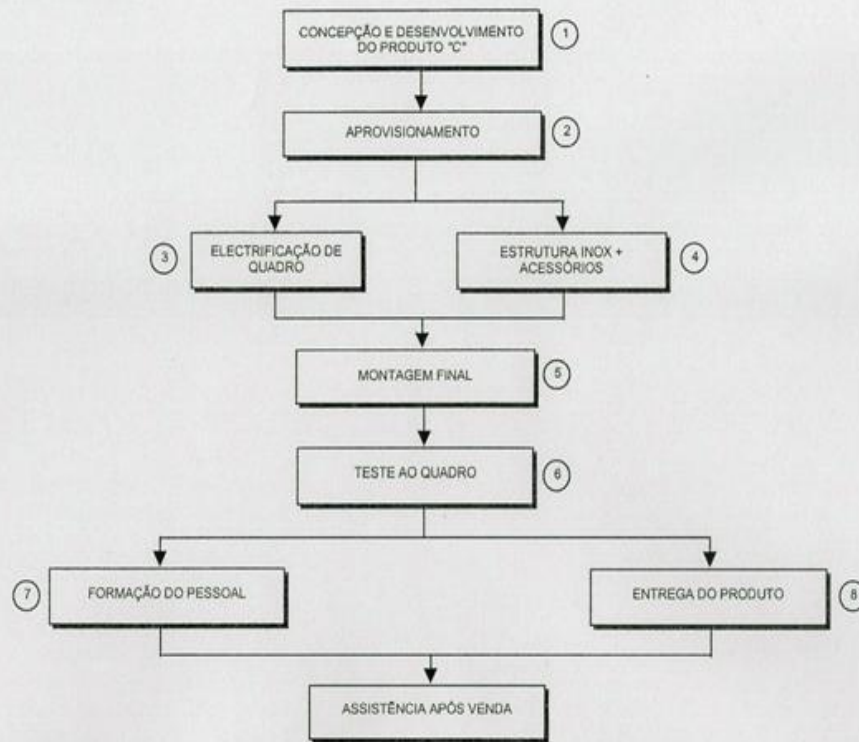 CONCEPÇÃO E DESENVOLVIMENTO
DO PRODUTO "C"
1
APROVISIONAMENTO
2
3
ELECTRIFICAÇÃO DE
QUADRO
ESTRUTURA INOX +
ACESSÓRIOS
4
MONTAGEM FINAL
5
TESTE AO QUADRO
6
7
FORMAÇÃO DO PESSOAL
ENTREGA DO PRODUTO
8
ASSISTÊNCIA APÓS VENDA